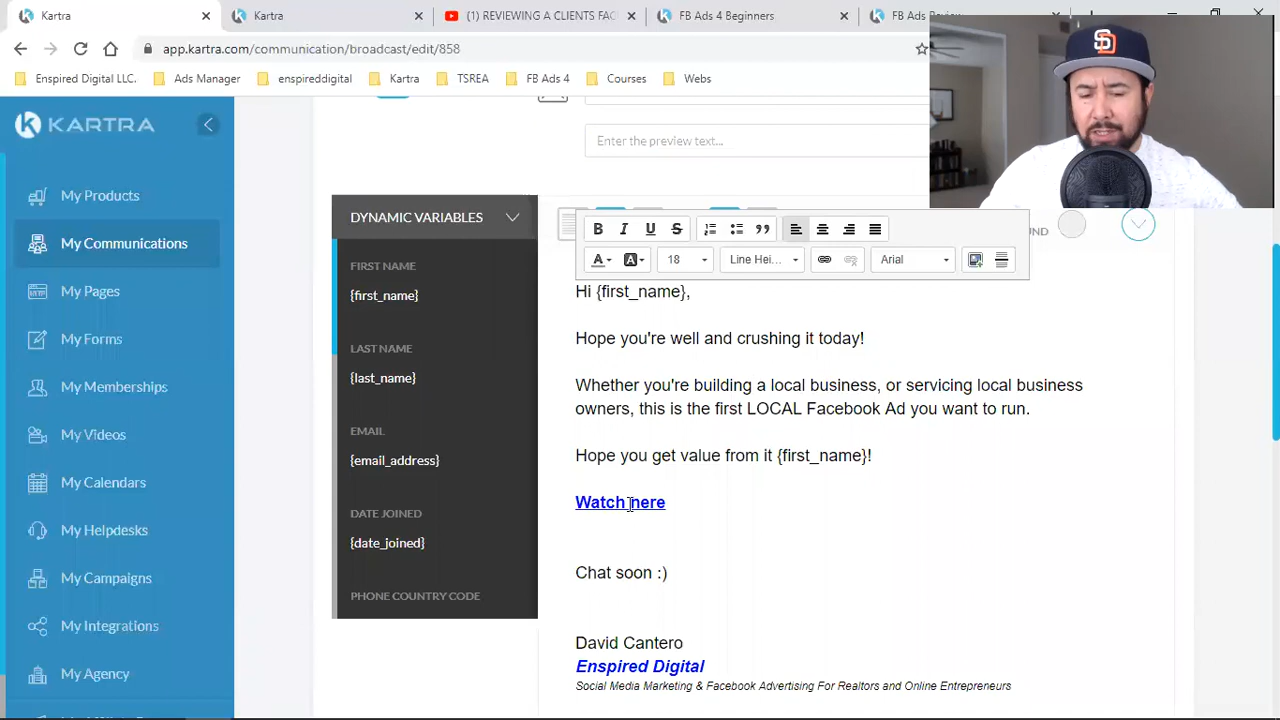 Kartra
Kartra
(1) REVIEWING A CLIENTS FAC
FB Ads 4 Beginners
FB Ads Review
app.kartra.com/communication/broadcast/edit/858
Enspired Digital LLC.
Ads Manager
enspireddigital
Kartra
TSREA
FB Ads 4
Courses
Webs
KARTRA
My Products
My Communications
My Pages
My Forms
My Memberships
My Videos
My Calendars
My Helpdesks
My Campaigns
My Integrations
My Agency
Enter the preview text...
DYNAMIC VARIABLES
FIRST NAME
{first_name}
LAST NAME
{last_name}
EMAIL
{email_address}
DATE JOINED
{date_joined}
PHONE COUNTRY CODE
B I U S
A A 18 Line Hei... Arial
UND
Hi {first_name},
Hope you're well and crushing it today!
Whether you're building a local business, or servicing local business
owners, this is the first LOCAL Facebook Ad you want to run.
Hope you get value from it {first_name}!
Watch here
Chat soon :)
David Cantero
Enspired Digital
Social Media Marketing & Facebook Advertising For Realtors and Online Entrepreneurs
SD